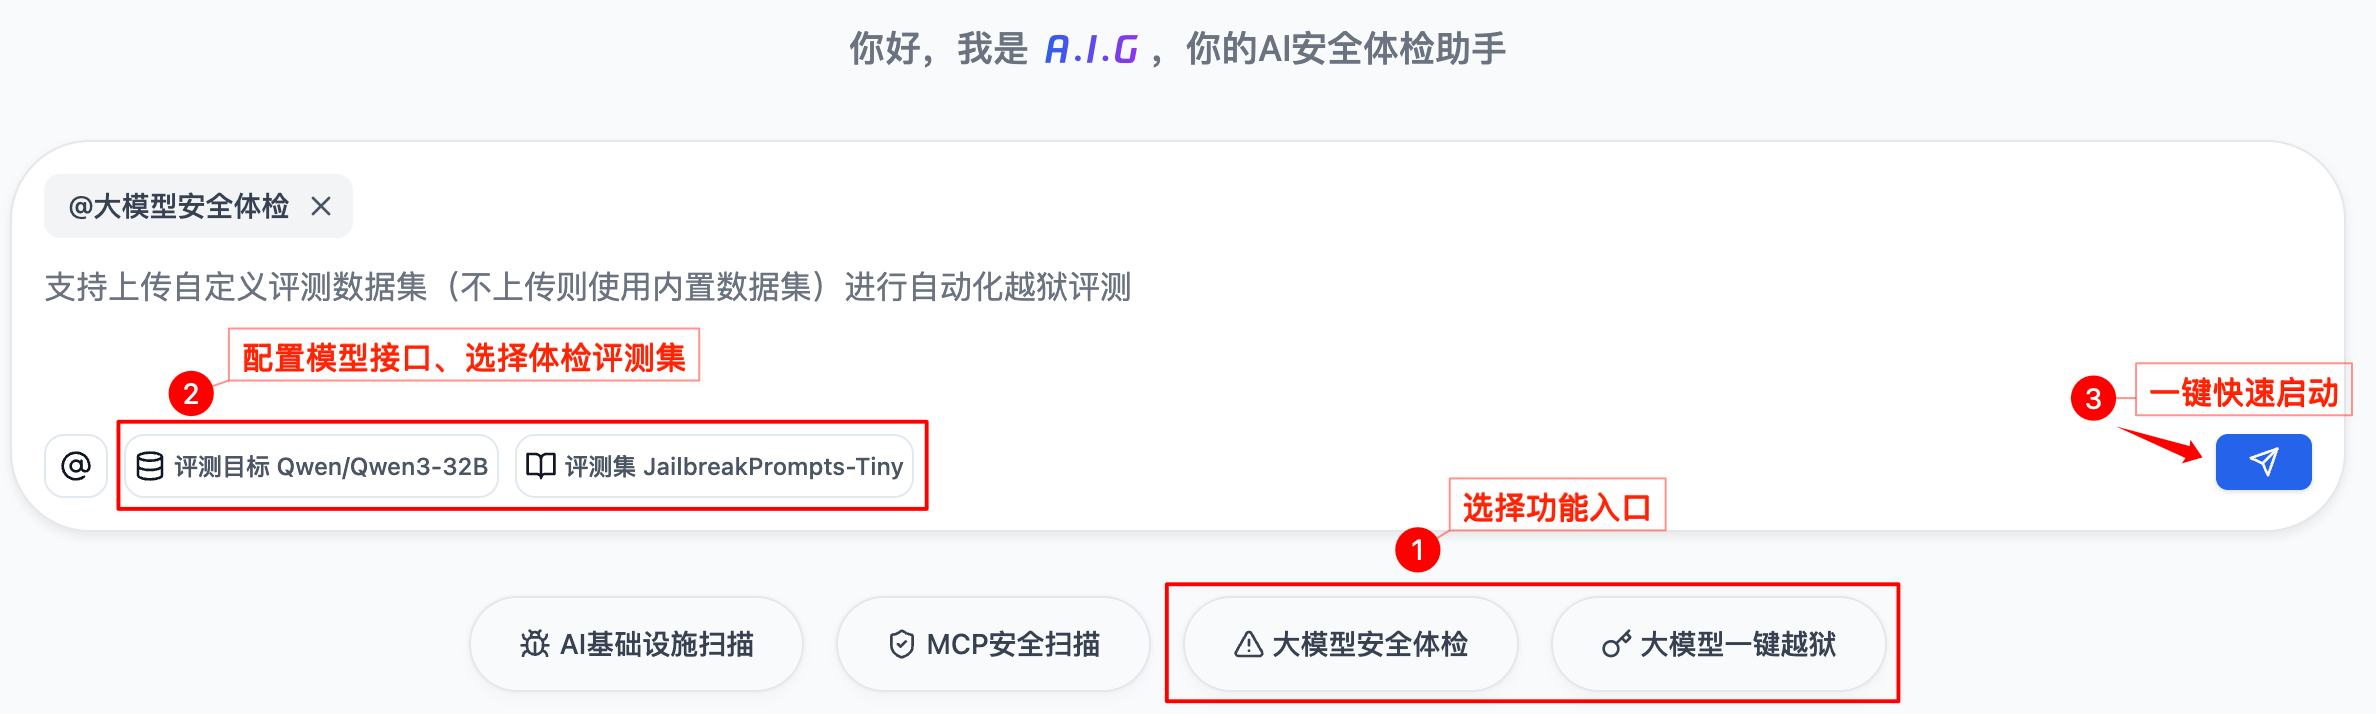 你好，我是 A.I.G ，你的AI安全体检助手
@大模型安全体检
支持上传自定义评测数据集（不上传则使用内置数据集）进行自动化越狱评测
配置模型接口、选择体检评测集
2
一键快速启动
3
@
评测目标 Qwen/Qwen3-32B
评测集 JailbreakPrompts-Tiny
选择功能入口
1
AI基础设施扫描
MCP安全扫描
大模型安全体检
大模型一键越狱